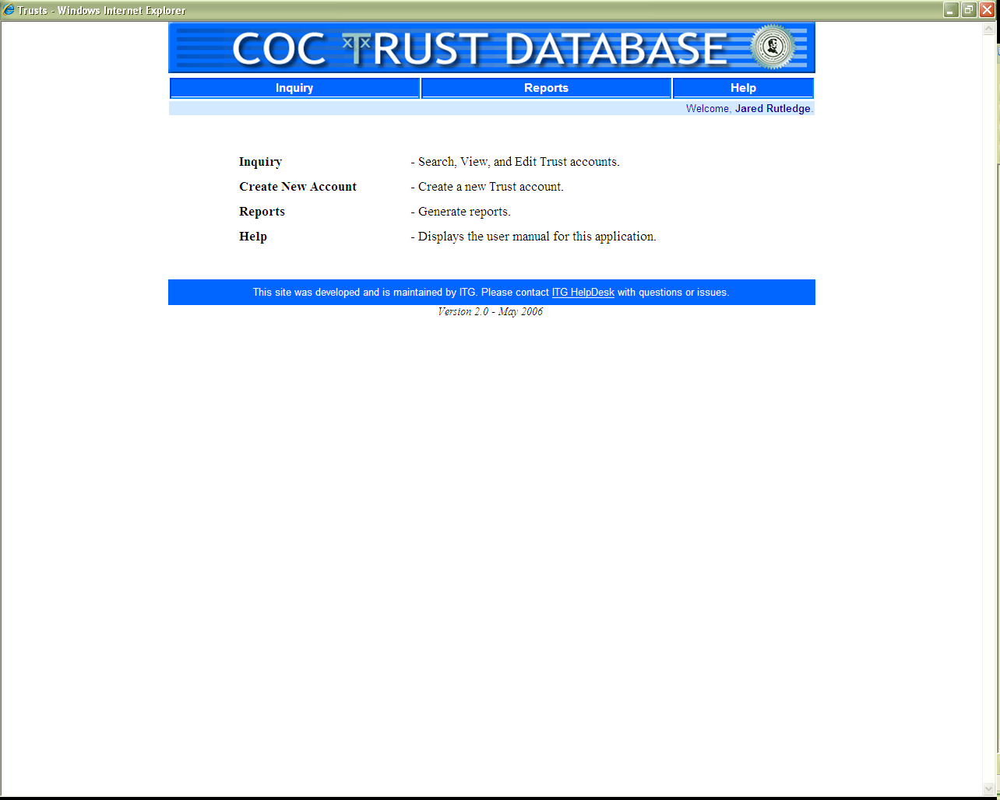 Trusts - Windows Internet Explorer
COC TRUST DATABASE
Inquiry Reports Help
Welcome, Jared Rutledge.
Inquiry - Search, View, and Edit Trust accounts.
Create New Account - Create a new Trust account.
Reports - Generate reports.
Help - Displays the user manual for this application.
This site was developed and is maintained by ITG. Please contact ITG HelpDesk with questions or issues.
Version 2.0 - May 2006